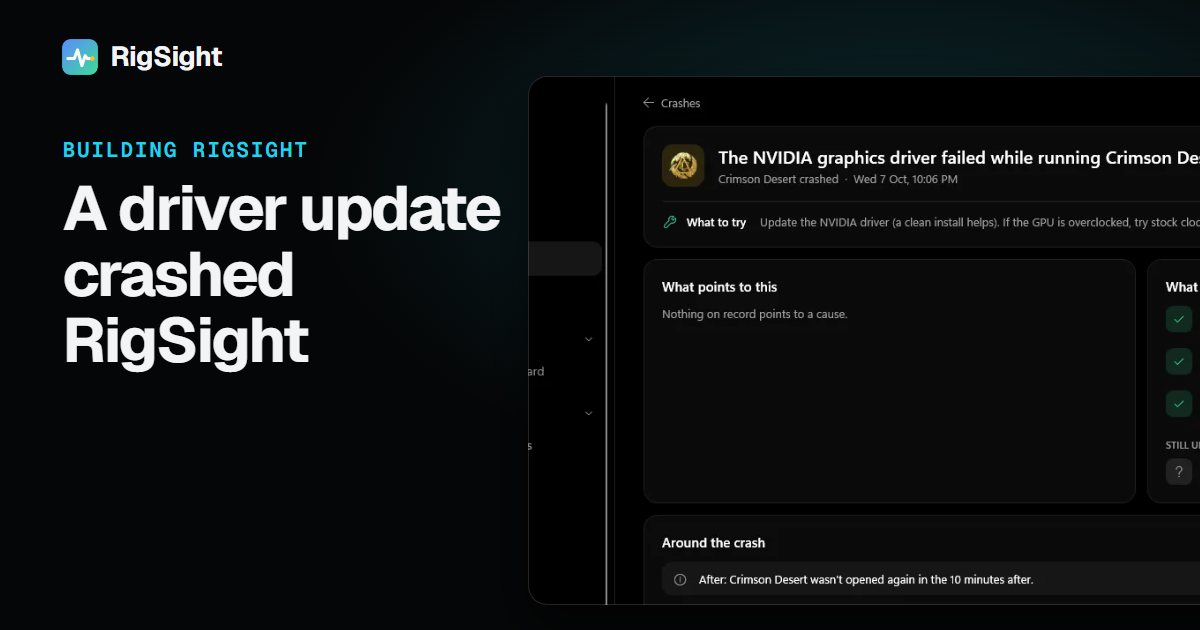 RigSight
BUILDING RIGSIGHT
A driver update
crashed
RigSight
← Crashes
The NVIDIA graphics driver failed while running Crimson De
Crimson Desert crashed · Wed 7 Oct, 10:06 PM
What to try Update the NVIDIA driver (a clean install helps). If the GPU is overclocked, try stock cloc
What points to this
Nothing on record points to a cause.
What
STILL U
?
ard
s
Around the crash
After: Crimson Desert wasn't opened again in the 10 minutes after.